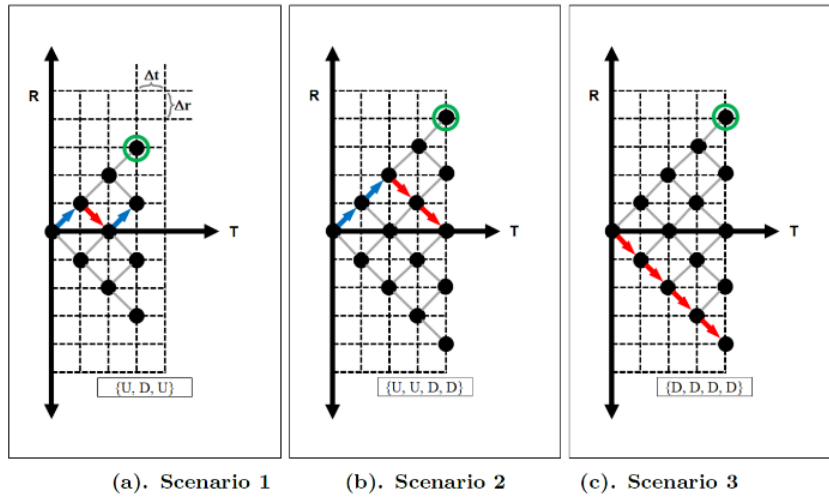 R
Δt
Δr
T
{U, D, U}
(a). Scenario 1
R
T
{U, U, D, D}
(b). Scenario 2
R
T
{D, D, D, D}
(c). Scenario 3